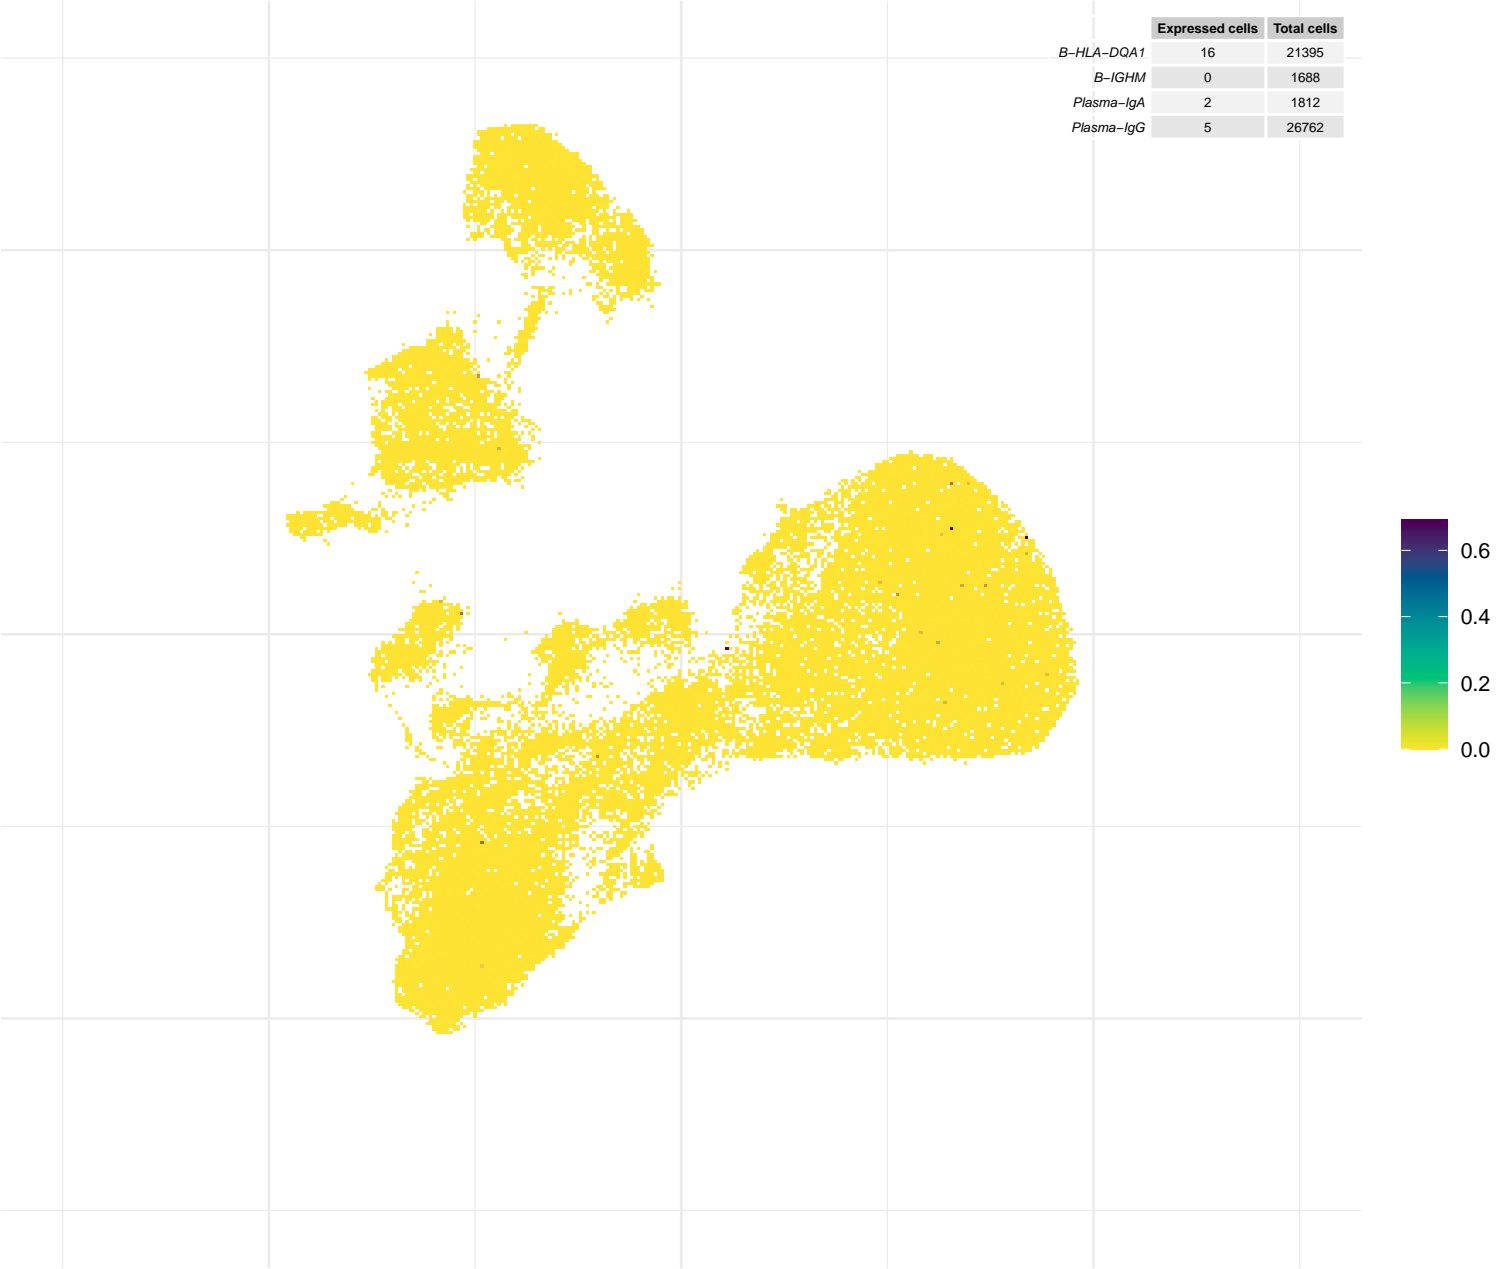 Expressed cells Total cells
B−HLA−DQA1 16 21395
B−IGHM 0 1688
Plasma−IgA 2 1812
Plasma−IgG 5 26762
0.6
0.4
0.2
0.0